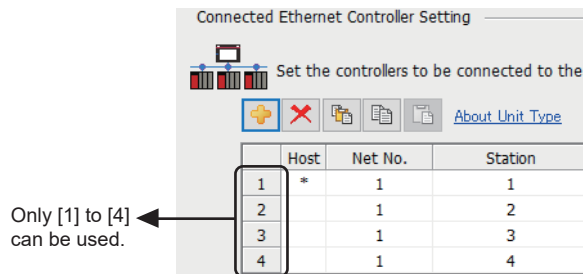 Connected Ethernet Controller Setting
Set the controllers to be connected to the
About Unit Type
Host Net No. Station
1 * 1 1
2 1 2
3 1 3
4 1 4
Only [1] to [4]
can be used.